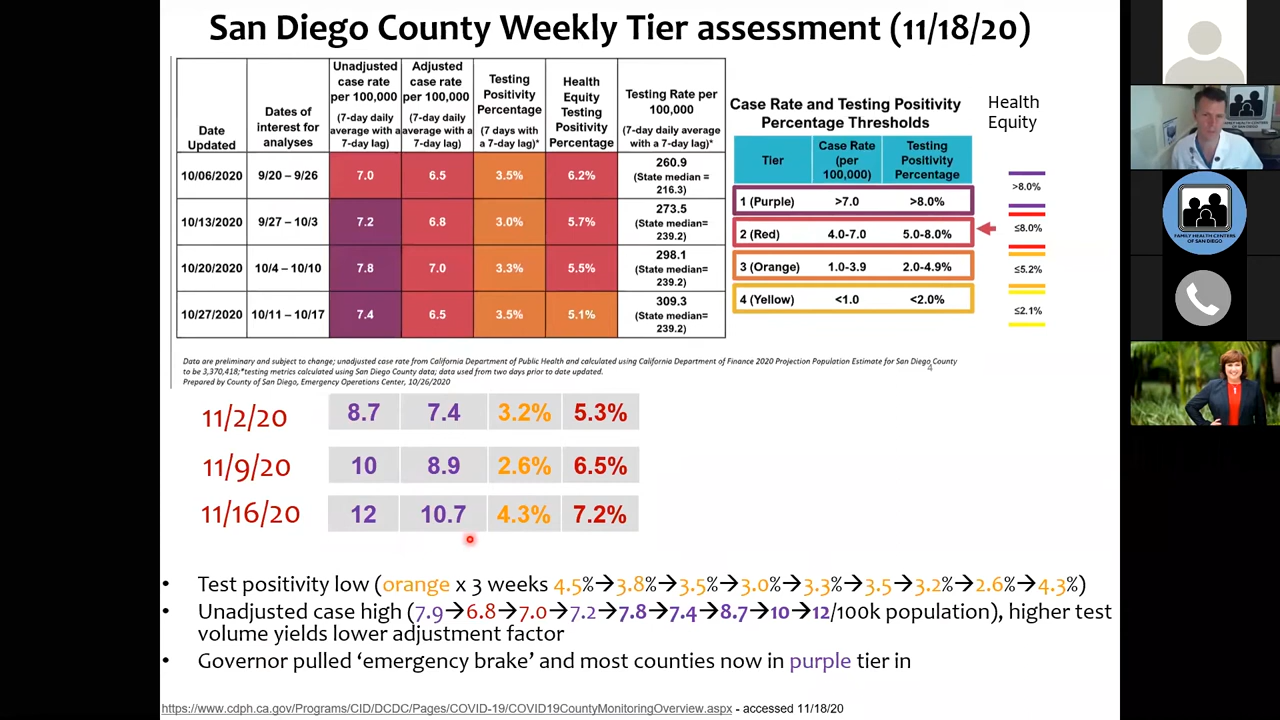 San Diego County Weekly Tier assessment (11/18/20)
Date Updated
Dates of interest for analyses
Unadjusted case rate per 100,000 (7-day daily average with a 7-day lag)
Adjusted case rate per 100,000 (7-day daily average with a 7-day lag)
Testing Positivity Percentage (7 days with a 7-day lag)*
Health Equity Testing Positivity Percentage
Testing Rate per 100,000 (7-day daily average with a 7-day lag)*
10/06/2020 9/20 – 9/26 7.0 6.5 3.5% 6.2% 260.9 (State median = 216.3)
10/13/2020 9/27 – 10/3 7.2 6.8 3.0% 5.7% 273.5 (State median= 239.2)
10/20/2020 10/4 – 10/10 7.8 7.0 3.3% 5.5% 298.1 (State median= 239.2)
10/27/2020 10/11 – 10/17 7.4 6.5 3.5% 5.1% 309.3 (State median= 239.2)
Case Rate and Testing Positivity
Percentage Thresholds
Tier Case Rate (per 100,000) Testing Positivity Percentage
1 (Purple) >7.0 >8.0%
2 (Red) 4.0-7.0 5.0-8.0%
3 (Orange) 1.0-3.9 2.0-4.9%
4 (Yellow) <1.0 <2.0%
Health
Equity
>8.0%
≤8.0%
≤5.2%
≤2.1%
Data are preliminary and subject to change; unadjusted case rate from California Department of Public Health and calculated using California Department of Finance 2020 Projection Population Estimate for San Diego County
to be 3,370,418;*testing metrics calculated using San Diego County data; data used from two days prior to date updated.
Prepared by County of San Diego, Emergency Operations Center, 10/26/2020
4
11/2/20 8.7 7.4 3.2% 5.3%
11/9/20 10 8.9 2.6% 6.5%
11/16/20 12 10.7 4.3% 7.2%
• Test positivity low (orange x 3 weeks 4.5%→3.8%→3.5%→3.0%→3.3%→3.5→3.2%→2.6%→4.3%)
• Unadjusted case high (7.9→6.8→7.0→7.2→7.8→7.4→8.7→10→12/100k population), higher test
volume yields lower adjustment factor
• Governor pulled 'emergency brake' and most counties now in purple tier in
https://www.cdph.ca.gov/Programs/CID/DCDC/Pages/COVID-19/COVID19CountyMonitoringOverview.aspx - accessed 11/18/20
FAMILY HEALTH CENTERS
OF SAN DIEGO